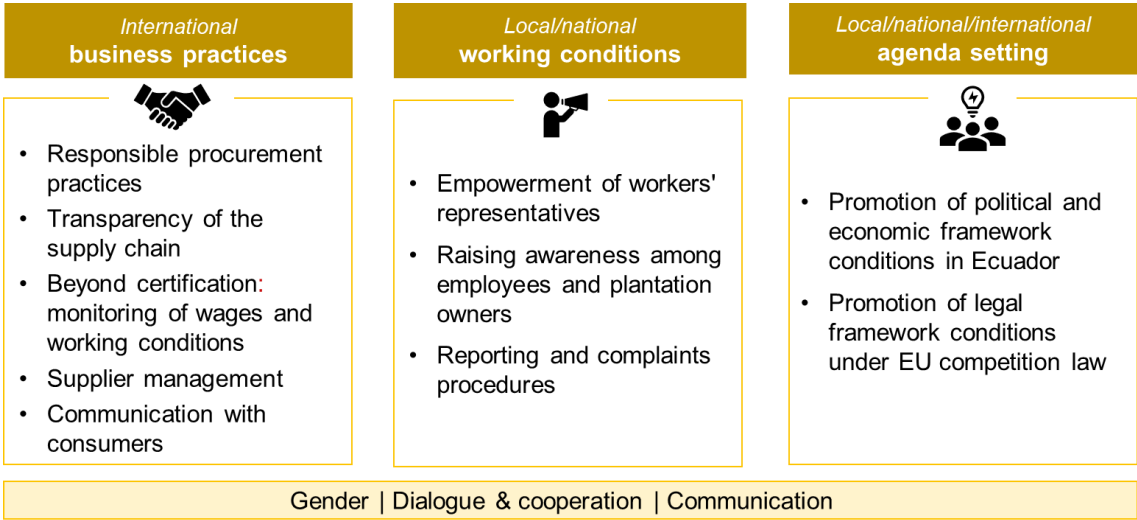 International
business practices
• Responsible procurement
practices
• Transparency of the
supply chain
• Beyond certification:
monitoring of wages and
working conditions
• Supplier management
• Communication with
consumers
Local/national
working conditions
• Empowerment of workers'
representatives
• Raising awareness among
employees and plantation
owners
• Reporting and complaints
procedures
Local/national/international
agenda setting
• Promotion of political and
economic framework
conditions in Ecuador
• Promotion of legal
framework conditions
under EU competition law
Gender | Dialogue & cooperation | Communication